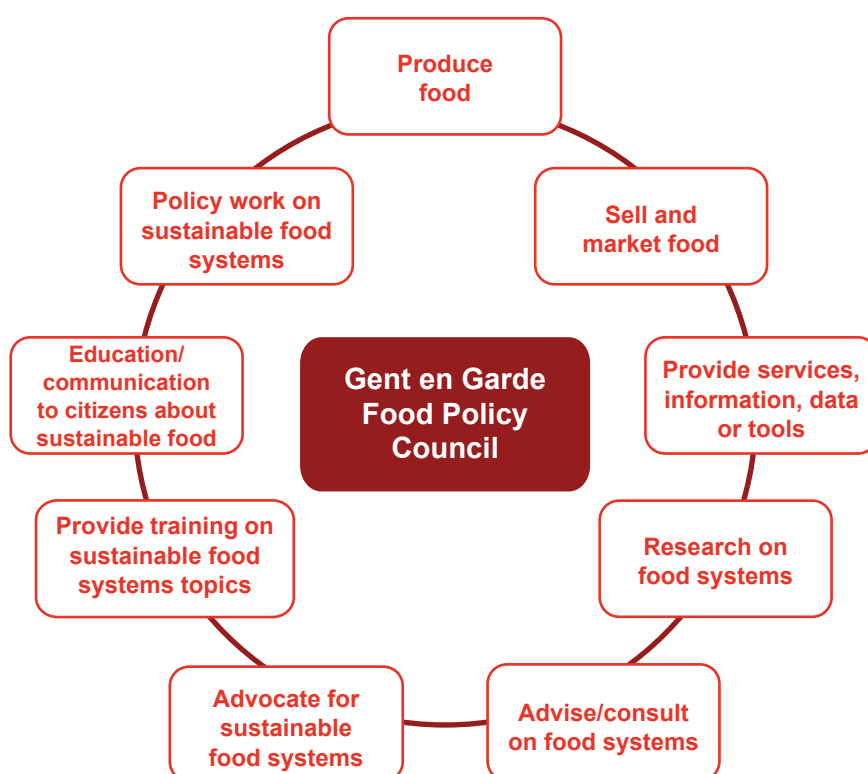 Produce
food
Sell and
market food
Provide services,
information, data
or tools
Research on
food systems
Advise/consult
on food systems
Advocate for
sustainable
food systems
Provide training on
sustainable food
systems topics
Education/
communication
to citizens about
sustainable food
Policy work on
sustainable food
systems
Gent en Garde
Food Policy
Council